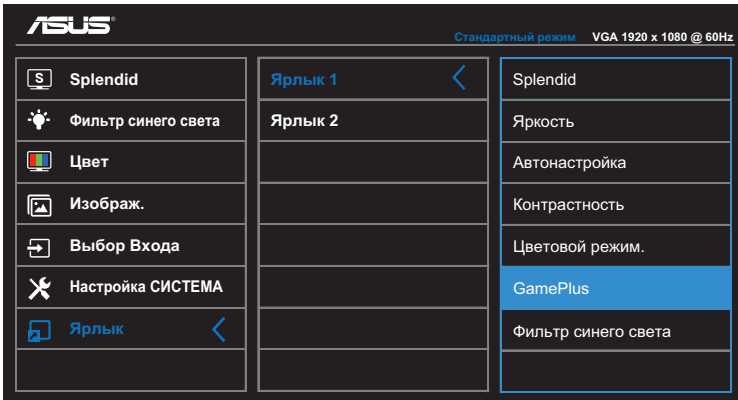 ASUS
Стандартный режим VGA 1920 x 1080 @ 60Hz
S Splendid
Фильтр синего света
Цвет
Изображ.
Выбор Входа
Настройка СИСТЕМА
Ярлык
Ярлык 1
Ярлык 2
Splendid
Яркость
Автонастройка
Контрастность
Цветовой режим.
GamePlus
Фильтр синего света